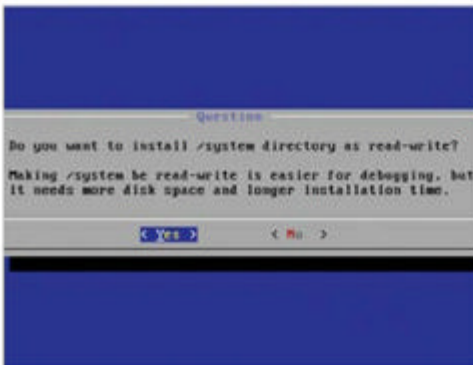 Question
Do you want to install /system directory as read-write?
Making /system be read-write is easier for debugging, but
it needs more disk space and longer installation time.
< Yes > < No >